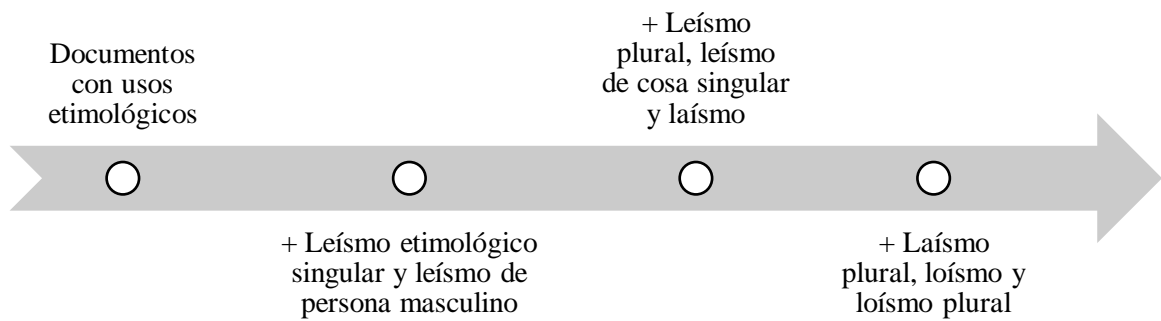 Documentos
con usos
etimológicos
+ Leísmo etimológico
singular y leísmo de
persona masculino
+ Leísmo
plural, leísmo
de cosa singular
y laísmo
+ Laísmo
plural, loísmo y
loísmo plural